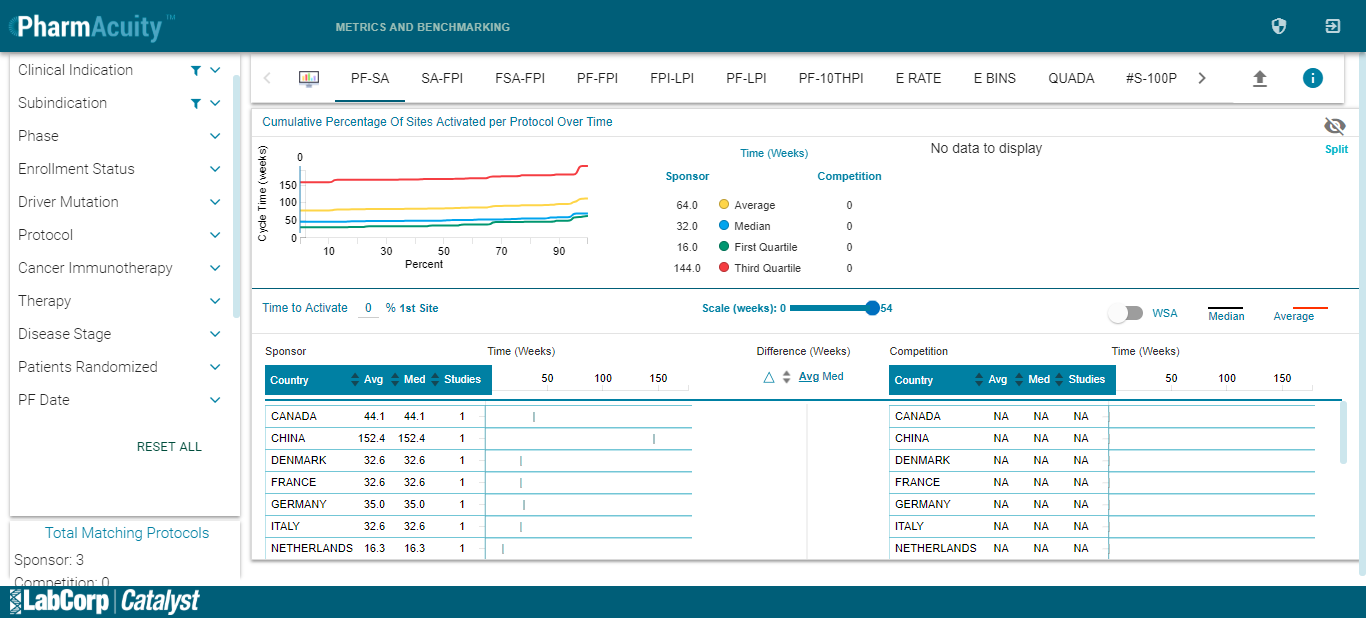 PharmAcuity™
METRICS AND BENCHMARKING
Clinical Indication
Subindication
Phase
Enrollment Status
Driver Mutation
Protocol
Cancer Immunotherapy
Therapy
Disease Stage
Patients Randomized
PF Date
RESET ALL
Total Matching Protocols
Sponsor: 3
Competition: 0
PF-SA SA-FPI FSA-FPI PF-FPI FPI-LPI PF-LPI PF-10THPI E RATE E BINS QUADA #S-100P
Cumulative Percentage Of Sites Activated per Protocol Over Time
Split
Cycle Time (weeks)
0
150
100
50
0
10 30 50 70 90
Percent
Time (Weeks)
Sponsor Competition
64.0 Average 0
32.0 Median 0
16.0 First Quartile 0
144.0 Third Quartile 0
No data to display
Time to Activate 0 % 1st Site
Scale (weeks): 0 54
WSA
Median
Average
Sponsor Time (Weeks) Difference (Weeks) Competition Time (Weeks)
Country Avg Med Studies 50 100 150 Avg Med Country Avg Med Studies 50 100 150
CANADA 44.1 44.1 1 CANADA NA NA NA
CHINA 152.4 152.4 1 CHINA NA NA NA
DENMARK 32.6 32.6 1 DENMARK NA NA NA
FRANCE 32.6 32.6 1 FRANCE NA NA NA
GERMANY 35.0 35.0 1 GERMANY NA NA NA
ITALY 32.6 32.6 1 ITALY NA NA NA
NETHERLANDS 16.3 16.3 1 NETHERLANDS NA NA NA
LabCorp | Catalyst